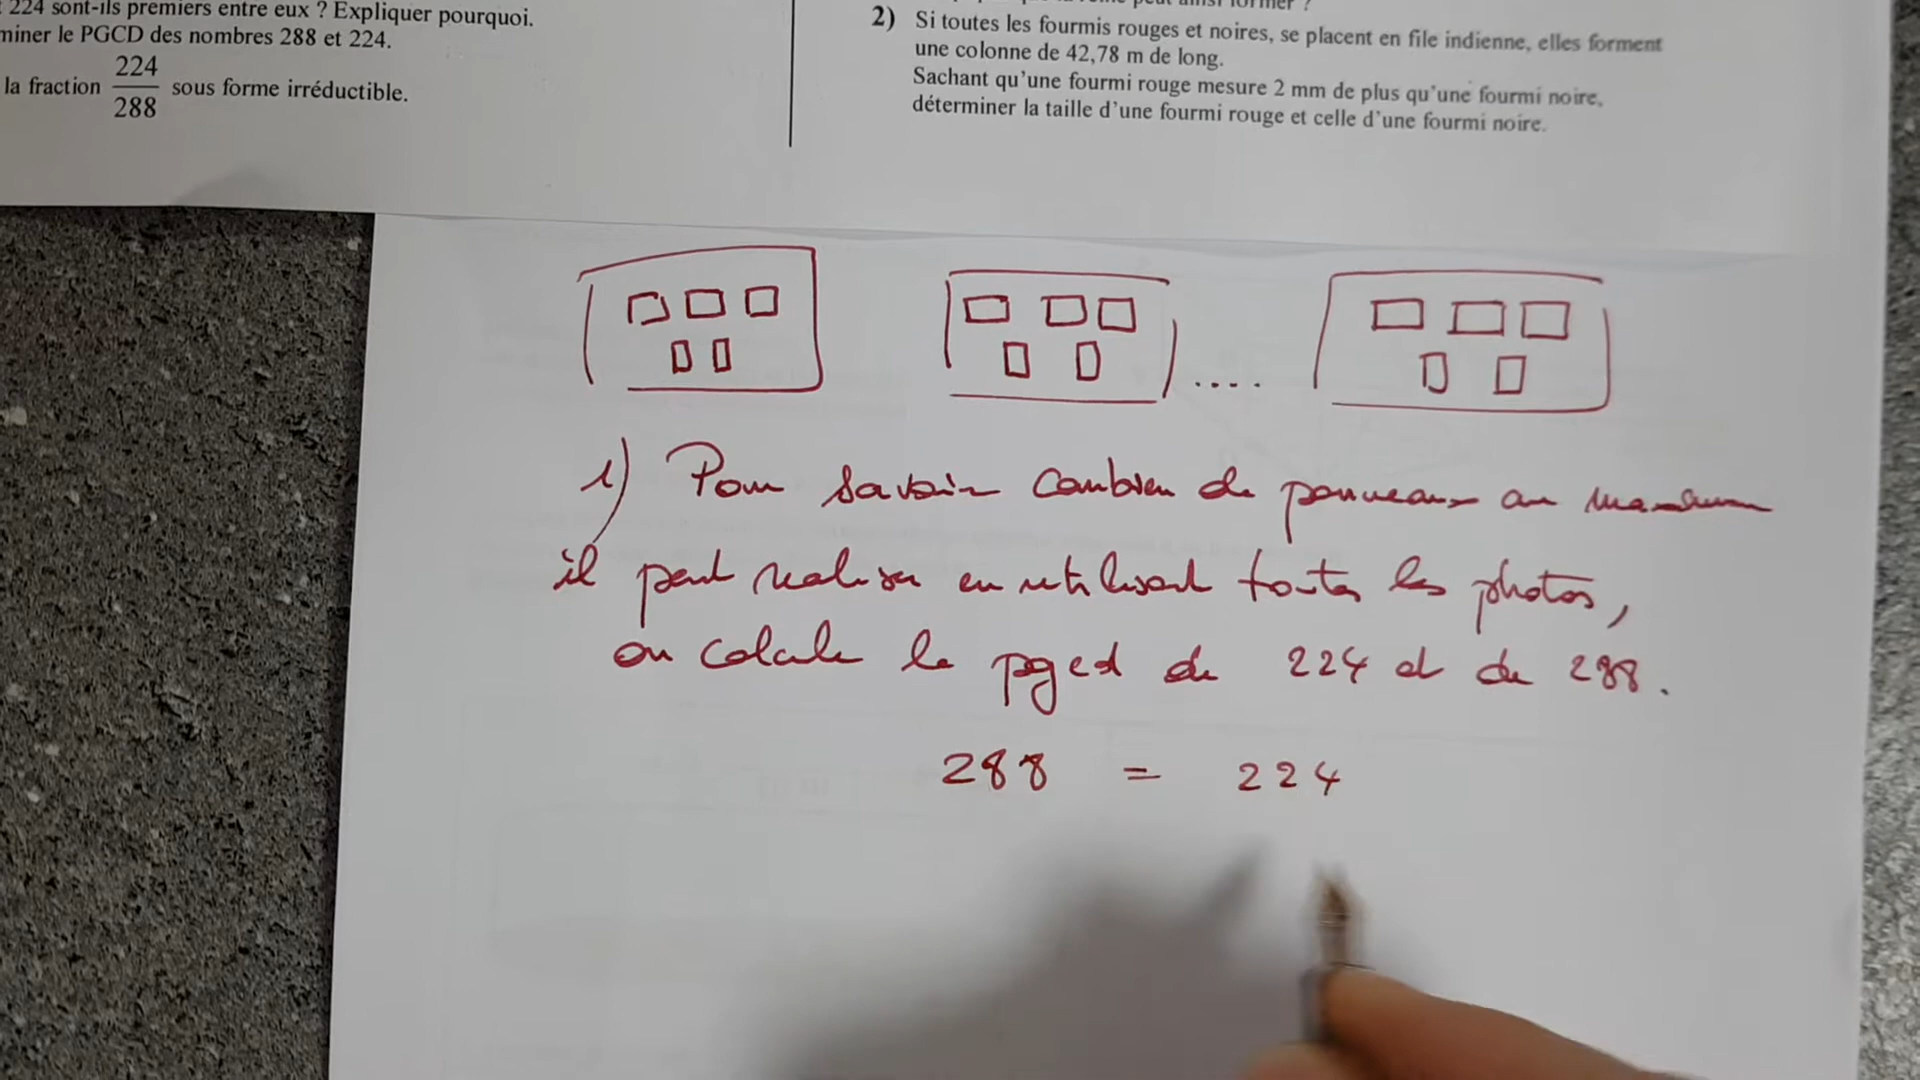 224 sont-ils premiers entre eux ? Expliquer pourquoi.
miner le PGCD des nombres 288 et 224.
la fraction 224/288 sous forme irréductible.
2) Si toutes les fourmis rouges et noires, se placent en file indienne, elles forment
une colonne de 42,78 m de long.
Sachant qu'une fourmi rouge mesure 2 mm de plus qu'une fourmi noire,
déterminer la taille d'une fourmi rouge et celle d'une fourmi noire.
....
1) Pour savoir combien de panneaux au maximum
il peut realiser en utilisant toutes les photos,
on calcule le pgcd de 224 et de 288.
288 = 224